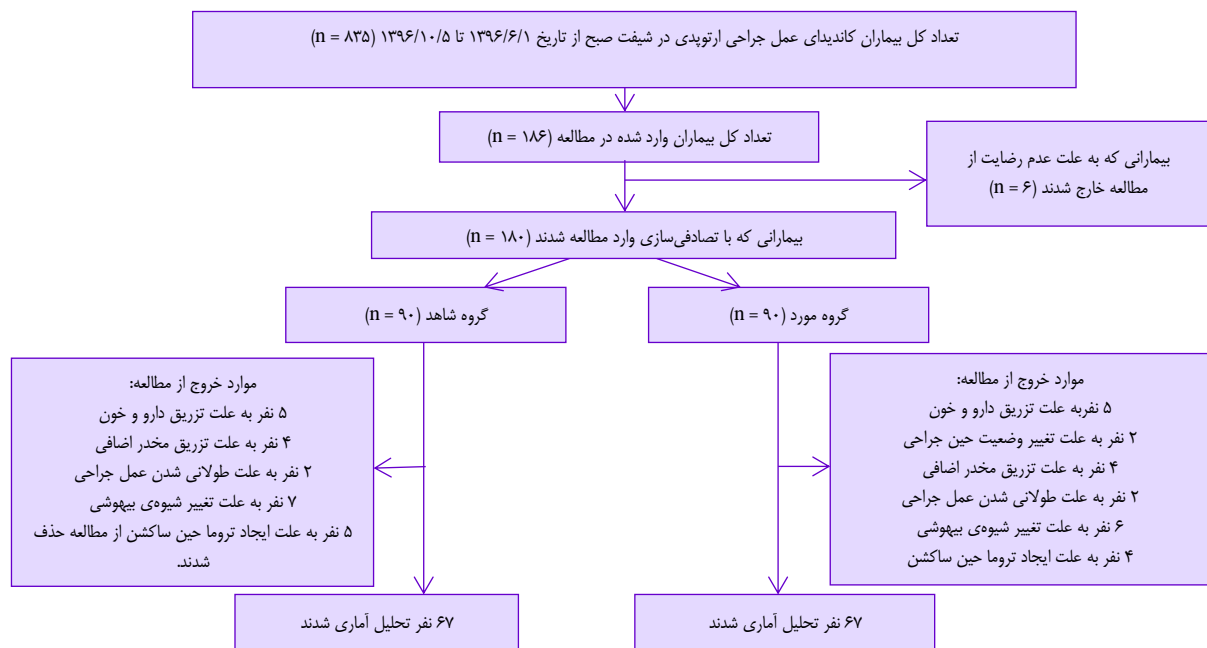 تعداد کل بیماران کاندیدای عمل جراحی ارتوپدی در شیفت صبح از تاریخ ۱۳۹۶/۶/۱ تا ۱۳۹۶/۱۰/۵ (n = ۸۳۵)
تعداد کل بیماران وارد شده در مطالعه (n = ۱۸۶)
بیمارانی که به علت عدم رضایت از
مطالعه خارج شدند (n = ۶)
بیمارانی که با تصادفی‌سازی وارد مطالعه شدند (n = ۱۸۰)
گروه مورد (n = ۹۰)
گروه شاهد (n = ۹۰)
موارد خروج از مطالعه:
۵ نفربه علت تزریق دارو و خون
۲ نفر به علت تغییر وضعیت حین جراحی
۴ نفر به علت تزریق مخدر اضافی
۲ نفر به علت طولانی شدن عمل جراحی
۶ نفر به علت تغییر شیوه‌ی بیهوشی
۴ نفر به علت ایجاد تروما حین ساکشن
موارد خروج از مطالعه:
۵ نفر به علت تزریق دارو و خون
۴ نفر به علت تزریق مخدر اضافی
۲ نفر به علت طولانی شدن عمل جراحی
۷ نفر به علت تغییر شیوه‌ی بیهوشی
۵ نفر به علت ایجاد تروما حین ساکشن از مطالعه حذف
شدند.
۶۷ نفر تحلیل آماری شدند
۶۷ نفر تحلیل آماری شدند